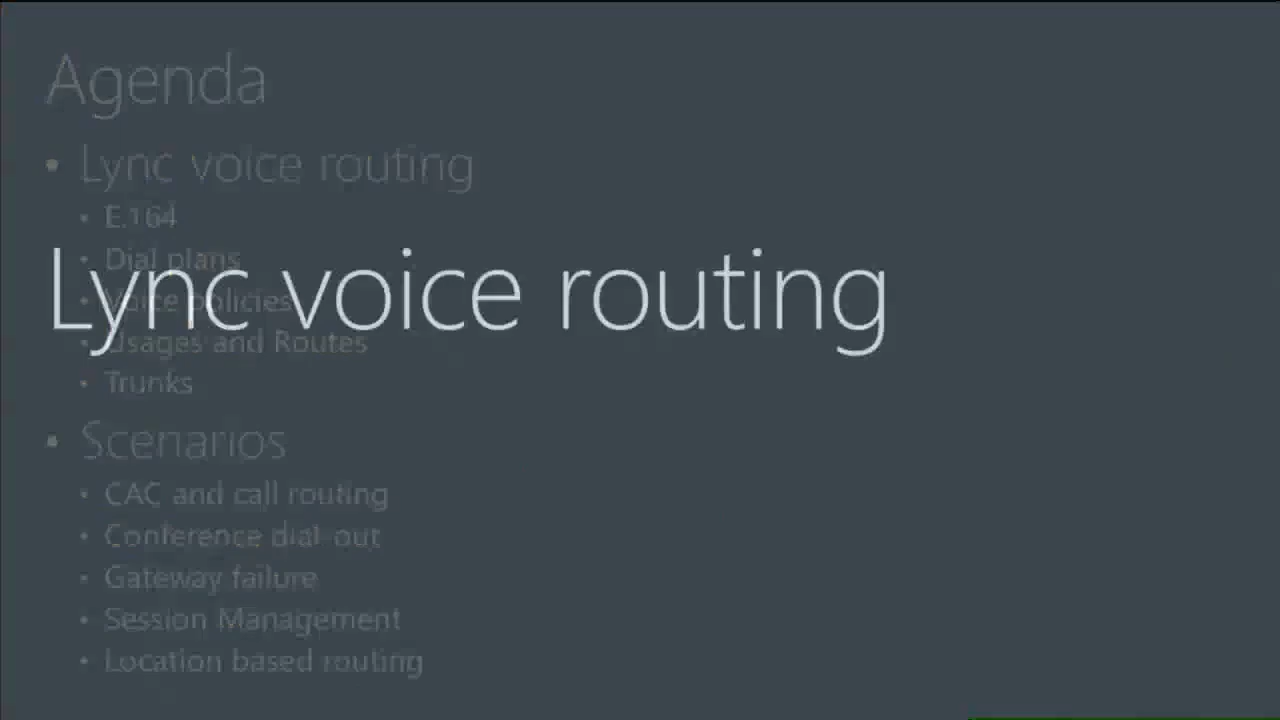 Agenda
• Lync voice routing
• E.164
• Dial plans
Lync voice routing
• Voice policies
• Usages and Routes
• Trunks
• Scenarios
• CAC and call routing
• Conference dial-out
• Gateway failure
• Session Management
• Location based routing